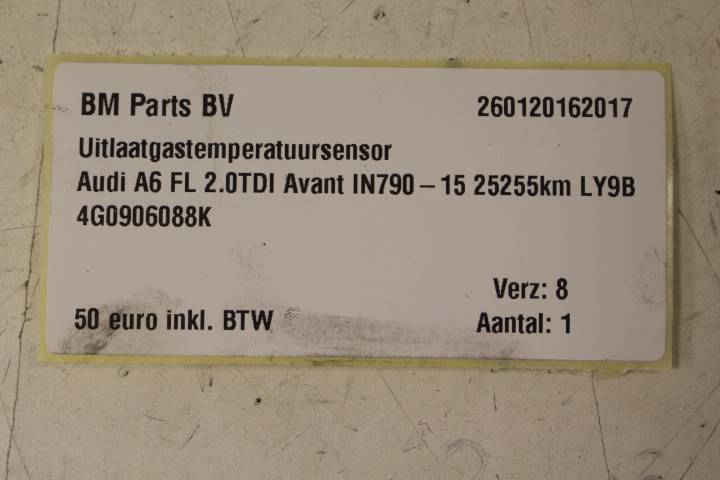 BM Parts BV 260120162017
Uitlaatgastemperatuursensor
Audi A6 FL 2.0TDI Avant IN790-15 25255km LY9B
4G0906088K
Verz: 8
50 euro inkl. BTW Aantal: 1